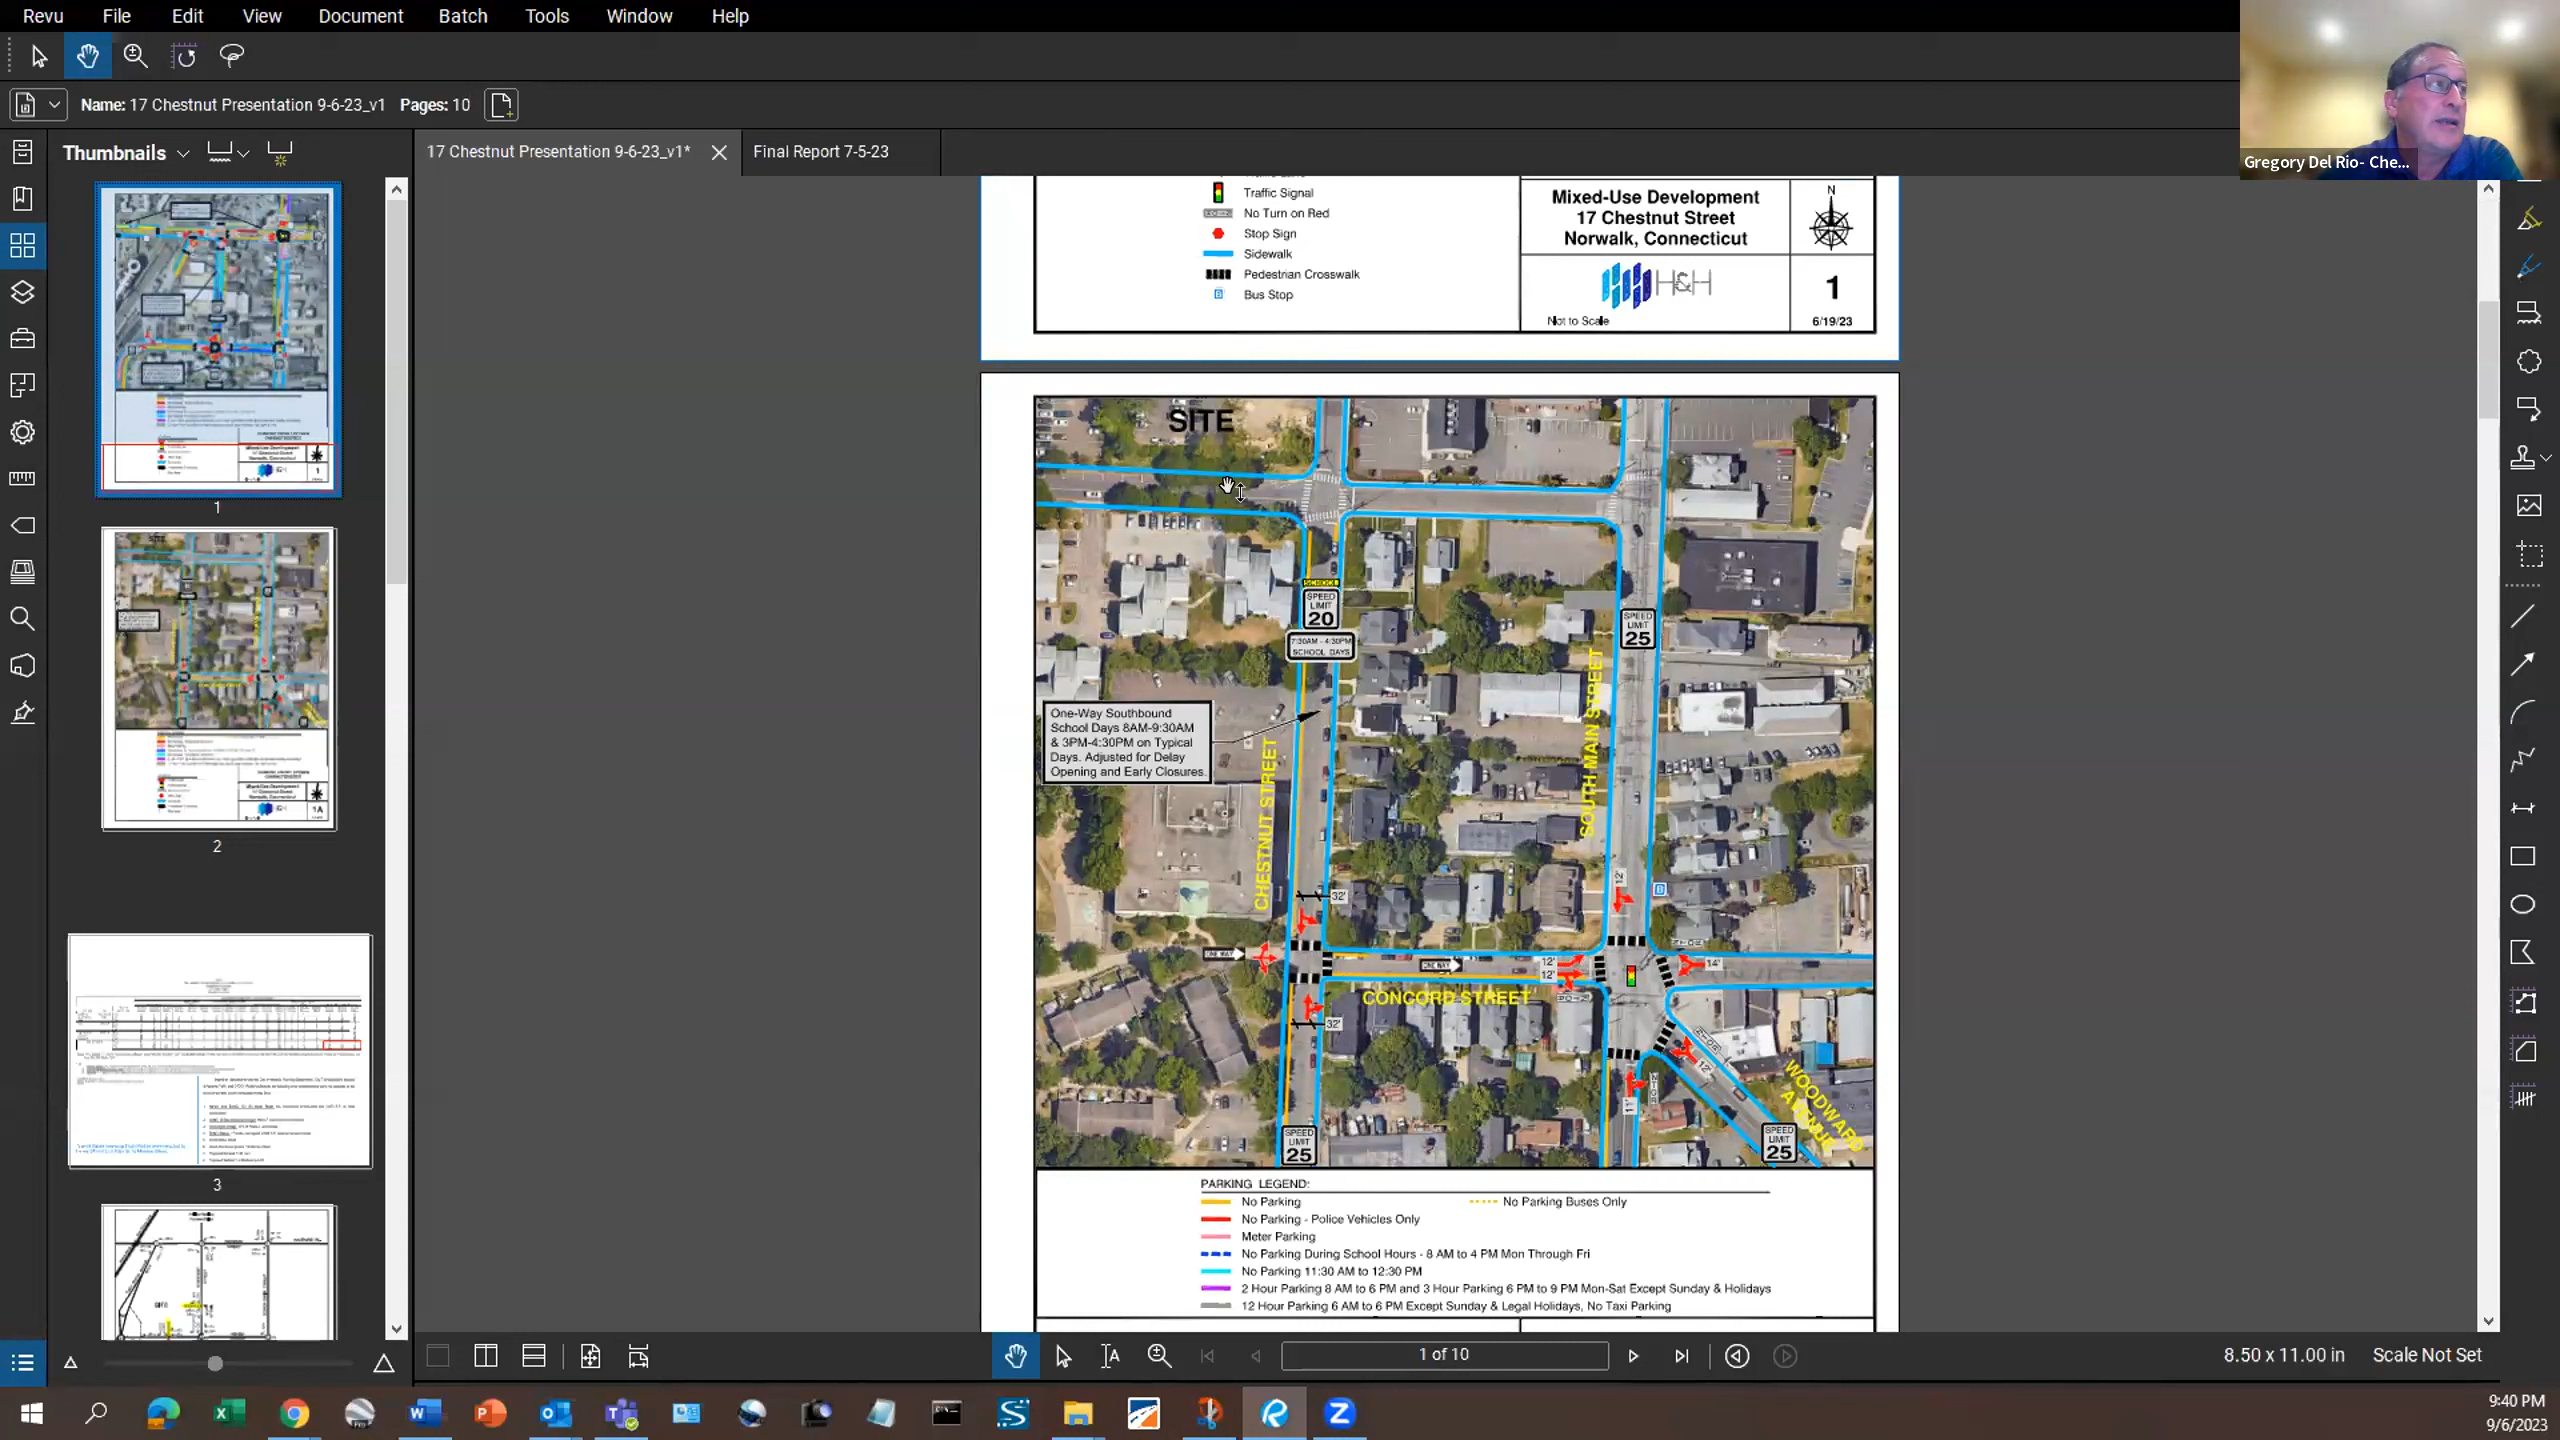 Revu File Edit View Document Batch Tools Window Help
Name: 17 Chestnut Presentation 9-6-23_v1 Pages: 10
Gregory Del Rio- Che...
Thumbnails
17 Chestnut Presentation 9-6-23_v1*
Final Report 7-5-23
1
2
3
Traffic Signal
No Turn on Red
Stop Sign
Sidewalk
Pedestrian Crosswalk
Bus Stop
Mixed-Use Development
17 Chestnut Street
Norwalk, Connecticut
N
H&H
1
Not to Scale
6/19/23
SITE
SCHOOL
SPEED
LIMIT
20
7:30AM - 4:30PM
SCHOOL DAYS
SPEED
LIMIT
25
One-Way Southbound
School Days 8AM-9:30AM
& 3PM-4:30PM on Typical
Days. Adjusted for Delay
Opening and Early Closures.
CHESTNUT STREET
SOUTH MAIN STREET
32'
12'
ONE WAY
ONE WAY
12'
12'
14'
CONCORD STREET
32'
12'
11'
WOODWARD
AVENUE
SPEED
LIMIT
25
SPEED
LIMIT
25
PARKING LEGEND:
No Parking
No Parking Buses Only
No Parking - Police Vehicles Only
Meter Parking
No Parking During School Hours - 8 AM to 4 PM Mon Through Fri
No Parking 11:30 AM to 12:30 PM
2 Hour Parking 8 AM to 6 PM and 3 Hour Parking 6 PM to 9 PM Mon-Sat Except Sunday & Holidays
12 Hour Parking 6 AM to 6 PM Except Sunday & Legal Holidays, No Taxi Parking
1 of 10
8.50 x 11.00 in
Scale Not Set
9:40 PM
9/6/2023